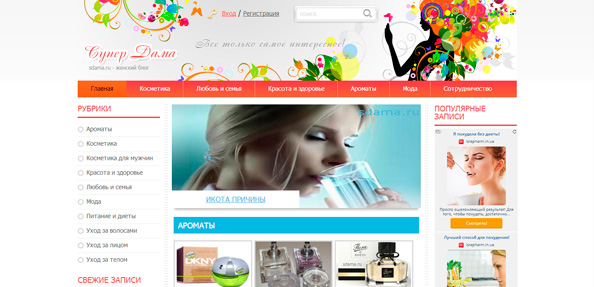 Вход / Регистрация
поиск
Супер Дама
sdama.ru - женский блог
Все только самое интересное!
Главная
Косметика
Любовь и семья
Красота и здоровье
Ароматы
Мода
Сотрудничество
РУБРИКИ
Ароматы
Косметика
Косметика для мужчин
Красота и здоровье
Любовь и семья
Мода
Питание и диеты
Уход за волосами
Уход за лицом
Уход за телом
СВЕЖИЕ ЗАПИСИ
sdama.ru
ИКОТА ПРИЧИНЫ
АРОМАТЫ
DKNY
sdama.ru
ПОПУЛЯРНЫЕ
ЗАПИСИ
Я похудела без диеты!
Смотреть!
Лучший способ для похудения!